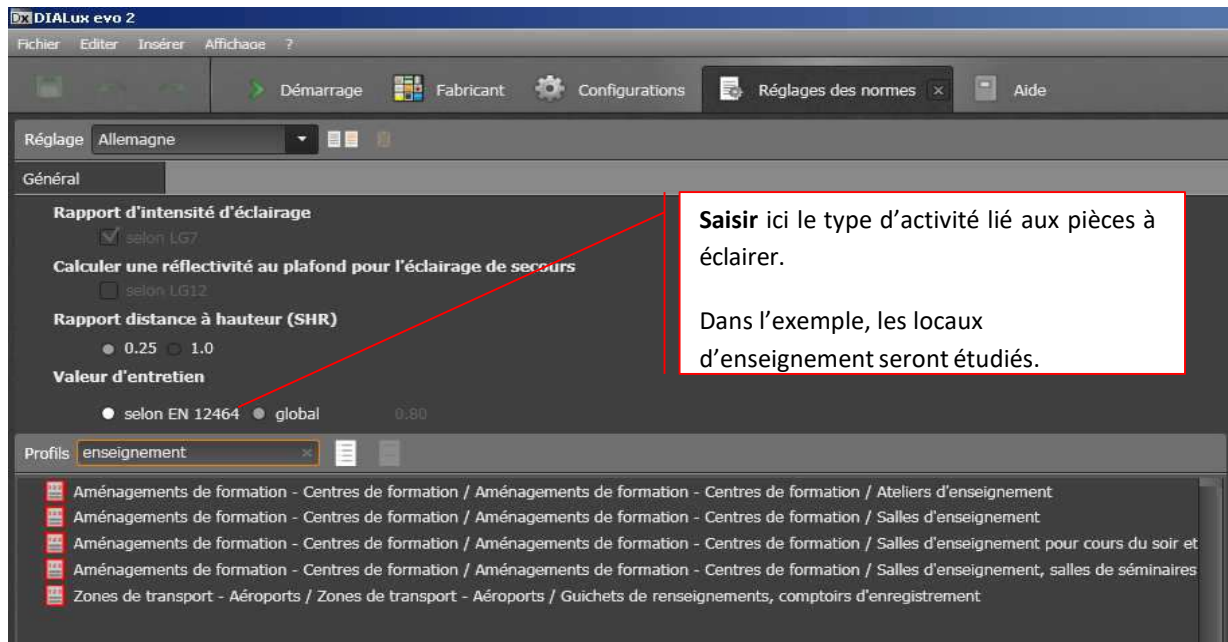 DIALux evo 2
Fichier Editer Insérer Affichage ?
Démarrage Fabricant Configurations Réglages des normes Aide
Réglage Allemagne
Général
Rapport d'intensité d'éclairage
selon LG7
Calculer une réflectivité au plafond pour l'éclairage de secours
selon LG12
Rapport distance à hauteur (SHR)
0.25 1.0
Valeur d'entretien
selon EN 12464 global 0.80
Saisir ici le type d’activité lié aux pièces à
éclairer.
Dans l’exemple, les locaux
d’enseignement seront étudiés.
Profils enseignement
Aménagements de formation - Centres de formation / Aménagements de formation - Centres de formation / Ateliers d'enseignement
Aménagements de formation - Centres de formation / Aménagements de formation - Centres de formation / Salles d'enseignement
Aménagements de formation - Centres de formation / Aménagements de formation - Centres de formation / Salles d'enseignement pour cours du soir et
Aménagements de formation - Centres de formation / Aménagements de formation - Centres de formation / Salles d'enseignement, salles de séminaires
Zones de transport - Aéroports / Zones de transport - Aéroports / Guichets de renseignements, comptoirs d'enregistrement